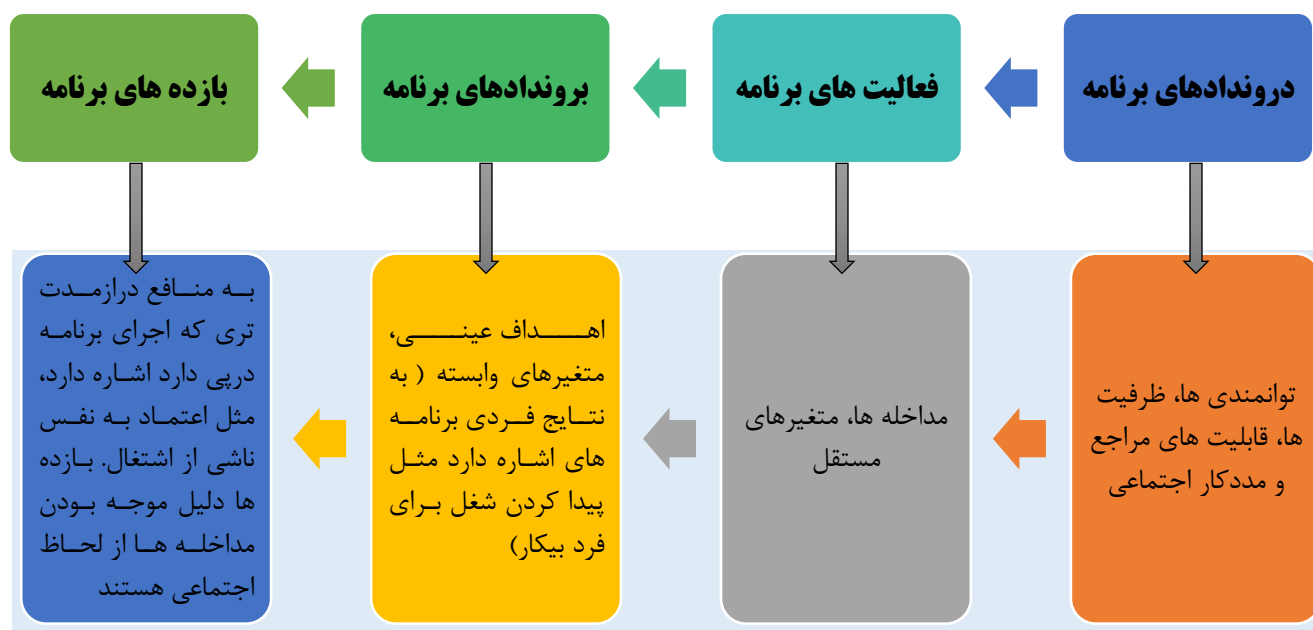 دروندادهای برنامه
فعالیت های برنامه
بروندادهای برنامه
بازده های برنامه
توانمندی ها، ظرفیت
ها، قابلیت های مراجع
و مددکار اجتماعی
مداخله ها، متغیرهای
مستقل
اهــداف عینــی،
متغیرهای وابسته ( به
نتایج فردی برنامه
های اشاره دارد مثل
پیدا کردن شغل برای
فرد بیکار)
به منافع درازمدت
تری که اجرای برنامه
درپی دارد اشاره دارد،
مثل اعتماد به نفس
ناشی از اشتغال. بازده
ها دلیل موجه بودن
مداخله ها از لحاظ
اجتماعی هستند